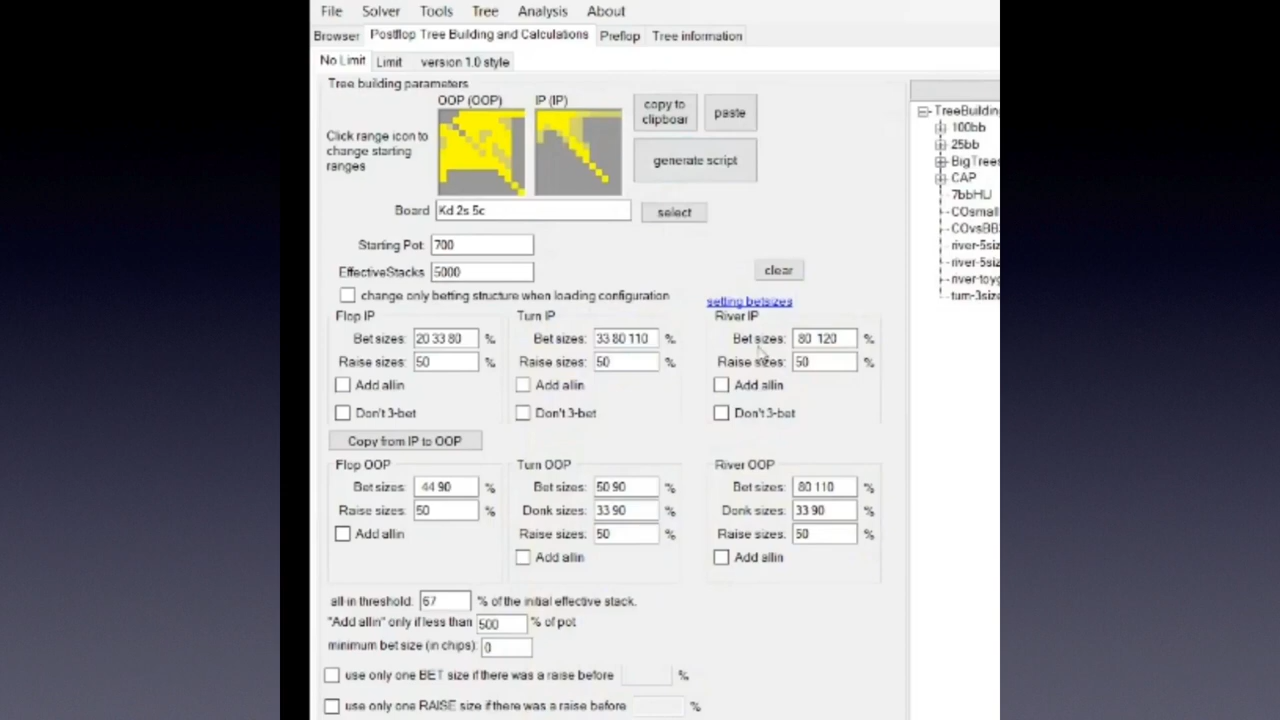 File Solver Tools Tree Analysis About
Browser Postflop Tree Building and Calculations Preflop Tree information
No Limit Limit version 1.0 style
Tree building parameters
OOP (OOP) IP (IP)
copy to clipboar paste
Click range icon to change starting ranges
generate script
Board Kd 2s 5c select
Starting Pot: 700
EffectiveStacks 5000 clear
change only betting structure when loading configuration
setting betsizes
Flop IP Turn IP River IP
Bet sizes: 20 33 80 % Bet sizes: 33 80 110 % Bet sizes: 80 120 %
Raise sizes: 50 % Raise sizes: 50 % Raise sizes: 50 %
Add allin Add allin Add allin
Don't 3-bet Don't 3-bet Don't 3-bet
Copy from IP to OOP
Flop OOP Turn OOP River OOP
Bet sizes: 44 90 % Bet sizes: 50 90 % Bet sizes: 80 110 %
Raise sizes: 50 % Donk sizes: 33 90 % Donk sizes: 33 90 %
Add allin Raise sizes: 50 % Raise sizes: 50 %
Add allin Add allin
all-in threshold: 67 % of the initial effective stack.
"Add allin" only if less than 500 % of pot
minimum bet size (in chips): 0
use only one BET size if there was a raise before %
use only one RAISE size if there was a raise before %
TreeBuilding
100bb
25bb
BigTrees
CAP
7bbHU
COsmall
COvsBB
river-5siz
river-5siz
river-toyg
turn-3size